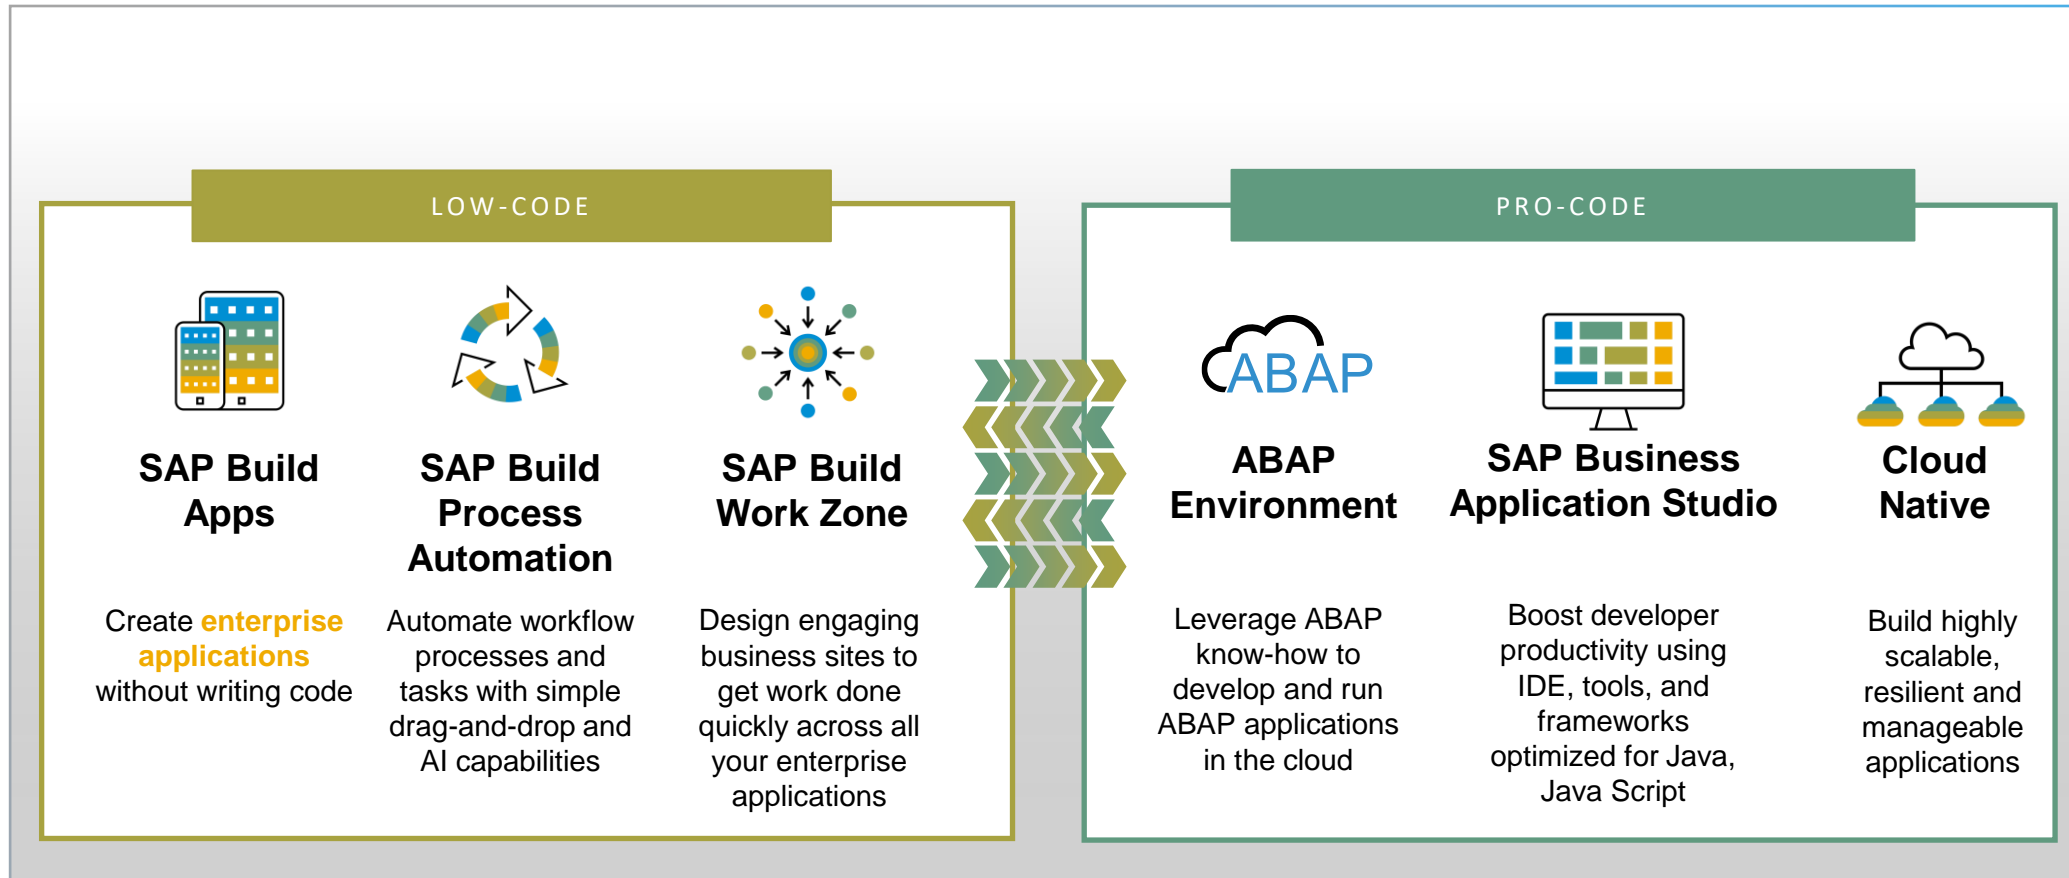 LOW-CODE
SAP Build
Apps
Create enterprise
applications
without writing code
SAP Build
Process
Automation
Automate workflow
processes and
tasks with simple
drag-and-drop and
AI capabilities
SAP Build
Work Zone
Design engaging
business sites to
get work done
quickly across all
your enterprise
applications
PRO-CODE
ABAP
ABAP
Environment
Leverage ABAP
know-how to
develop and run
ABAP applications
in the cloud
SAP Business
Application Studio
Boost developer
productivity using
IDE, tools, and
frameworks
optimized for Java,
Java Script
Cloud
Native
Build highly
scalable,
resilient and
manageable
applications